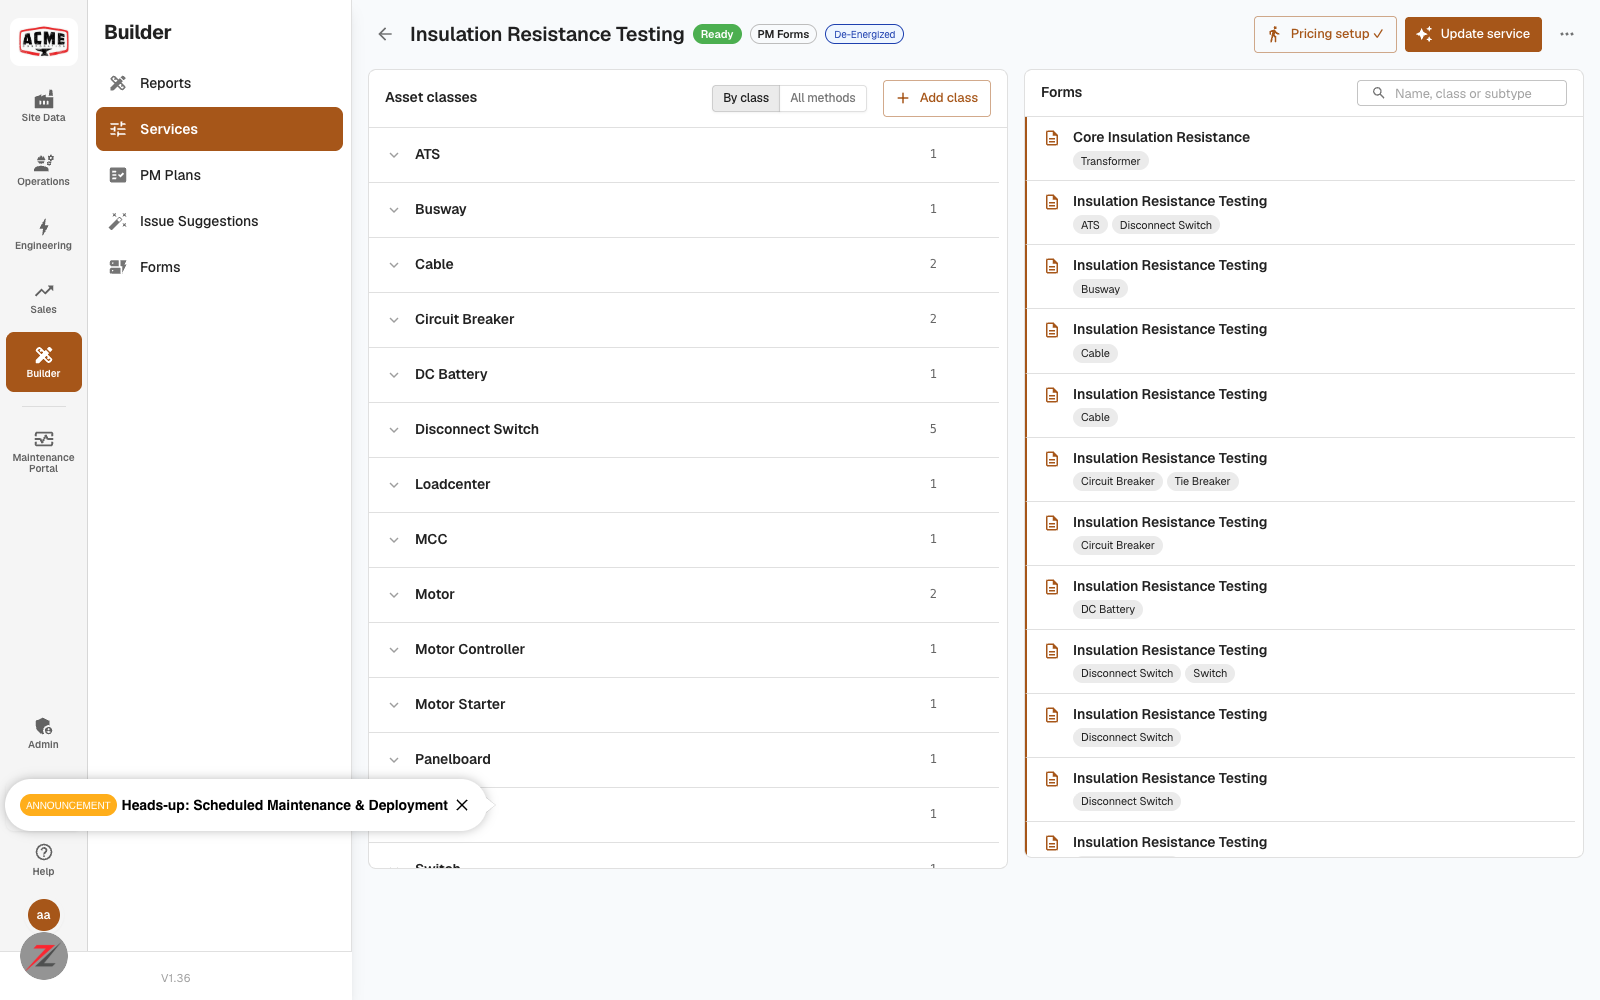 ACME
Site Data
Operations
Engineering
Sales
Builder
Maintenance
Portal
Admin
Help
aa
Builder
Reports
Services
PM Plans
Issue Suggestions
Forms
V1.36
ANNOUNCEMENT Heads-up: Scheduled Maintenance & Deployment
Insulation Resistance Testing Ready PM Forms De-Energized
Pricing setup ✓ Update service
Asset classes By class All methods + Add class
ATS 1
Busway 1
Cable 2
Circuit Breaker 2
DC Battery 1
Disconnect Switch 5
Loadcenter 1
MCC 1
Motor 2
Motor Controller 1
Motor Starter 1
Panelboard 1
1
Switch 1
Forms Name, class or subtype
Core Insulation Resistance
Transformer
Insulation Resistance Testing
ATS Disconnect Switch
Insulation Resistance Testing
Busway
Insulation Resistance Testing
Cable
Insulation Resistance Testing
Cable
Insulation Resistance Testing
Circuit Breaker Tie Breaker
Insulation Resistance Testing
Circuit Breaker
Insulation Resistance Testing
DC Battery
Insulation Resistance Testing
Disconnect Switch Switch
Insulation Resistance Testing
Disconnect Switch
Insulation Resistance Testing
Disconnect Switch
Insulation Resistance Testing